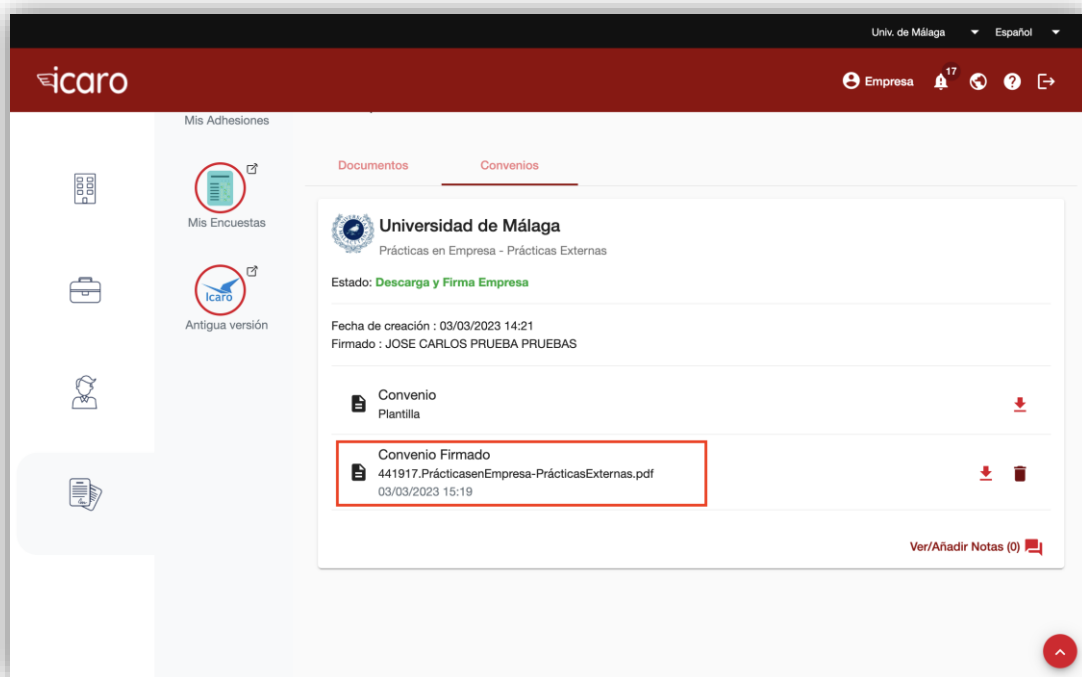 Univ. de Málaga Español
icaro
Empresa 17
Mis Adhesiones
Documentos Convenios
Mis Encuestas
Icaro
Antigua versión
Universidad de Málaga
Prácticas en Empresa - Prácticas Externas
Estado: Descarga y Firma Empresa
Fecha de creación : 03/03/2023 14:21
Firmado : JOSE CARLOS PRUEBA PRUEBAS
Convenio
Plantilla
Convenio Firmado
441917.PrácticasenEmpresa-PrácticasExternas.pdf
03/03/2023 15:19
Ver/Añadir Notas (0)